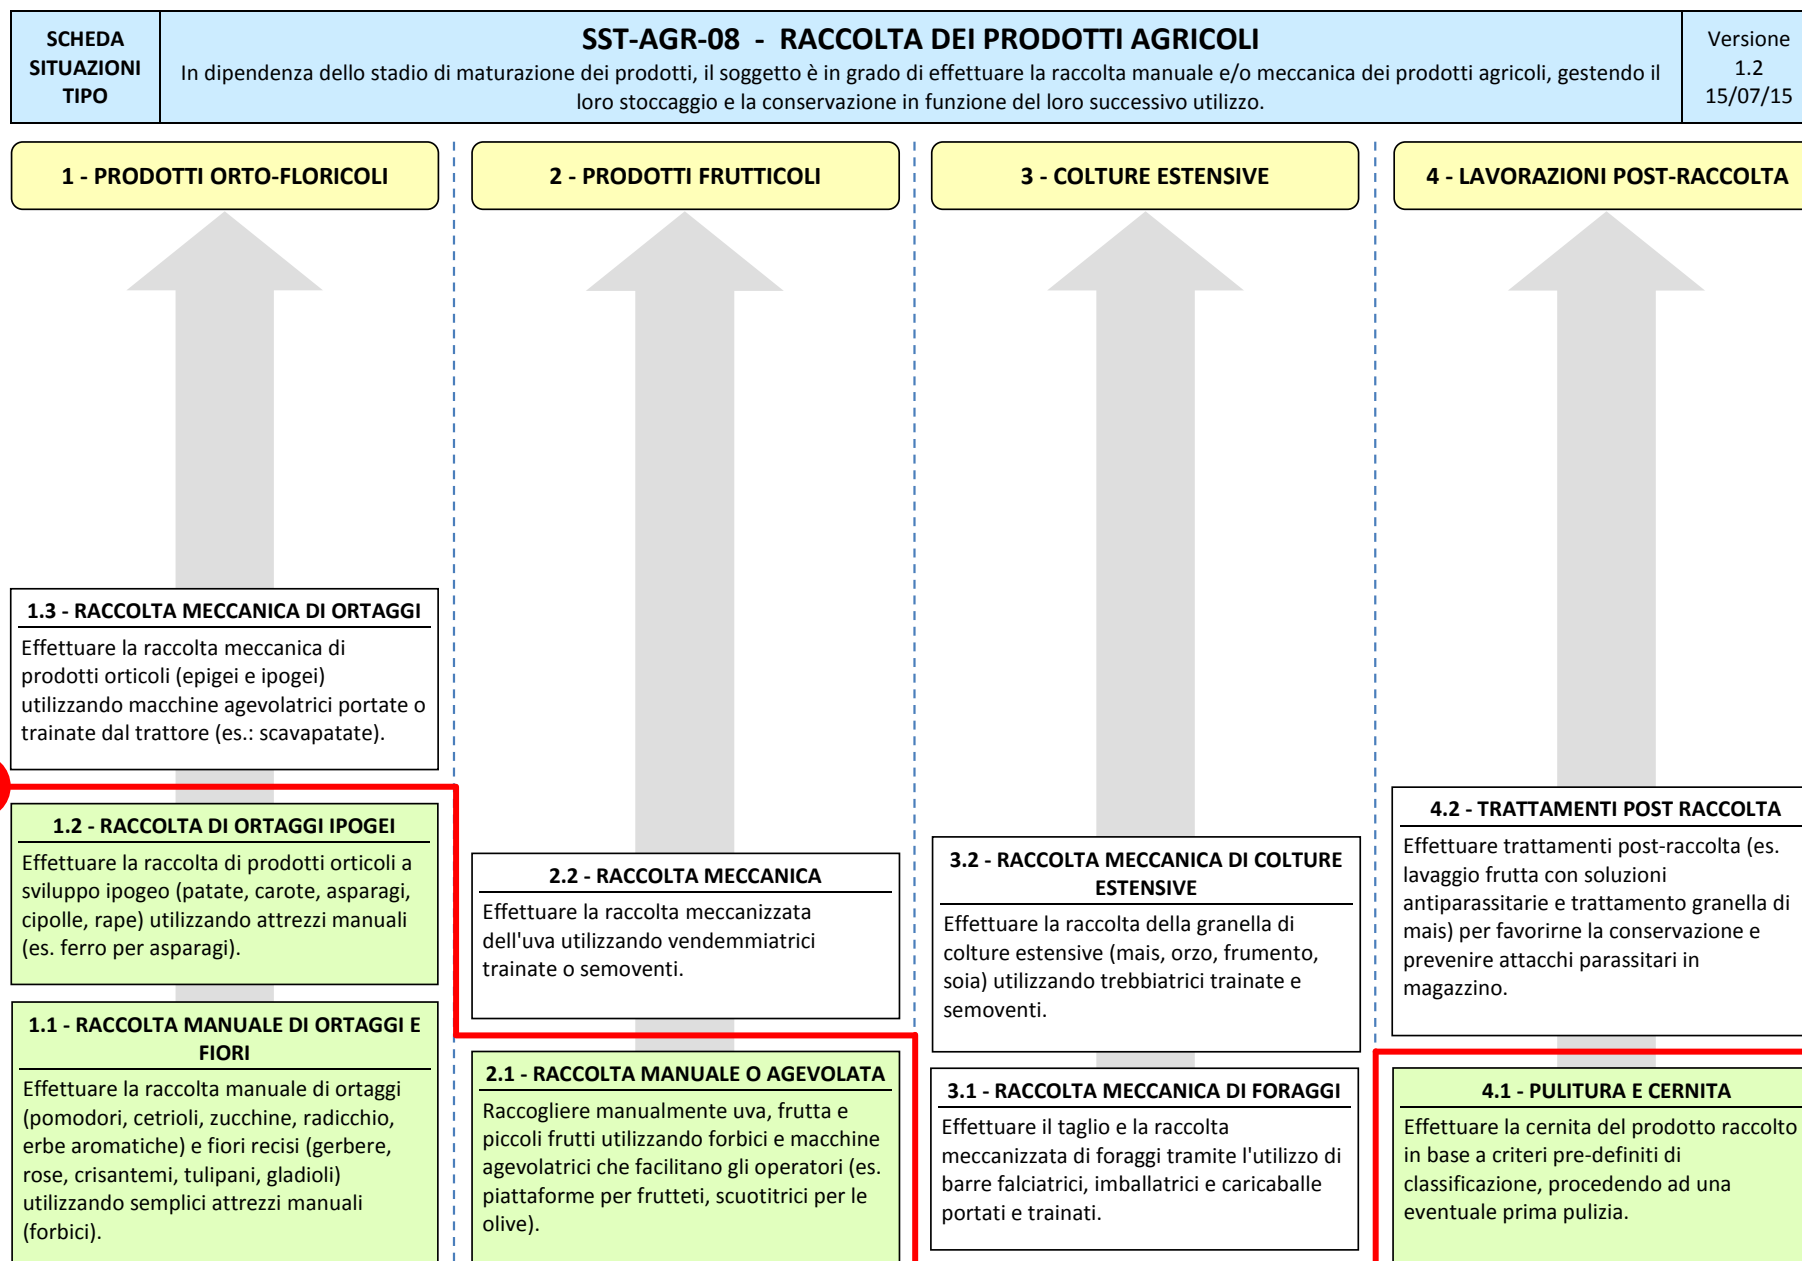 SCHEDA
SITUAZIONI
TIPO
SST-AGR-08 - RACCOLTA DEI PRODOTTI AGRICOLI
In dipendenza dello stadio di maturazione dei prodotti, il soggetto è in grado di effettuare la raccolta manuale e/o meccanica dei prodotti agricoli, gestendo il
loro stoccaggio e la conservazione in funzione del loro successivo utilizzo.
Versione
1.2
15/07/15
1 - PRODOTTI ORTO-FLORICOLI
2 - PRODOTTI FRUTTICOLI
3 - COLTURE ESTENSIVE
4 - LAVORAZIONI POST-RACCOLTA
1.3 - RACCOLTA MECCANICA DI ORTAGGI
Effettuare la raccolta meccanica di
prodotti orticoli (epigei e ipogei)
utilizzando macchine agevolatrici portate o
trainate dal trattore (es.: scavapatate).
1.2 - RACCOLTA DI ORTAGGI IPOGEI
Effettuare la raccolta di prodotti orticoli a
sviluppo ipogeo (patate, carote, asparagi,
cipolle, rape) utilizzando attrezzi manuali
(es. ferro per asparagi).
1.1 - RACCOLTA MANUALE DI ORTAGGI E
FIORI
Effettuare la raccolta manuale di ortaggi
(pomodori, cetrioli, zucchine, radicchio,
erbe aromatiche) e fiori recisi (gerbere,
rose, crisantemi, tulipani, gladioli)
utilizzando semplici attrezzi manuali
(forbici).
2.2 - RACCOLTA MECCANICA
Effettuare la raccolta meccanizzata
dell'uva utilizzando vendemmiatrici
trainate o semoventi.
2.1 - RACCOLTA MANUALE O AGEVOLATA
Raccogliere manualmente uva, frutta e
piccoli frutti utilizzando forbici e macchine
agevolatrici che facilitano gli operatori (es.
piattaforme per frutteti, scuotitrici per le
olive).
3.2 - RACCOLTA MECCANICA DI COLTURE
ESTENSIVE
Effettuare la raccolta della granella di
colture estensive (mais, orzo, frumento,
soia) utilizzando trebbiatrici trainate e
semoventi.
3.1 - RACCOLTA MECCANICA DI FORAGGI
Effettuare il taglio e la raccolta
meccanizzata di foraggi tramite l'utilizzo di
barre falciatrici, imballatrici e caricaballe
portati e trainati.
4.2 - TRATTAMENTI POST RACCOLTA
Effettuare trattamenti post-raccolta (es.
lavaggio frutta con soluzioni
antiparassitarie e trattamento granella di
mais) per favorirne la conservazione e
prevenire attacchi parassitari in
magazzino.
4.1 - PULITURA E CERNITA
Effettuare la cernita del prodotto raccolto
in base a criteri pre-definiti di
classificazione, procedendo ad una
eventuale prima pulizia.